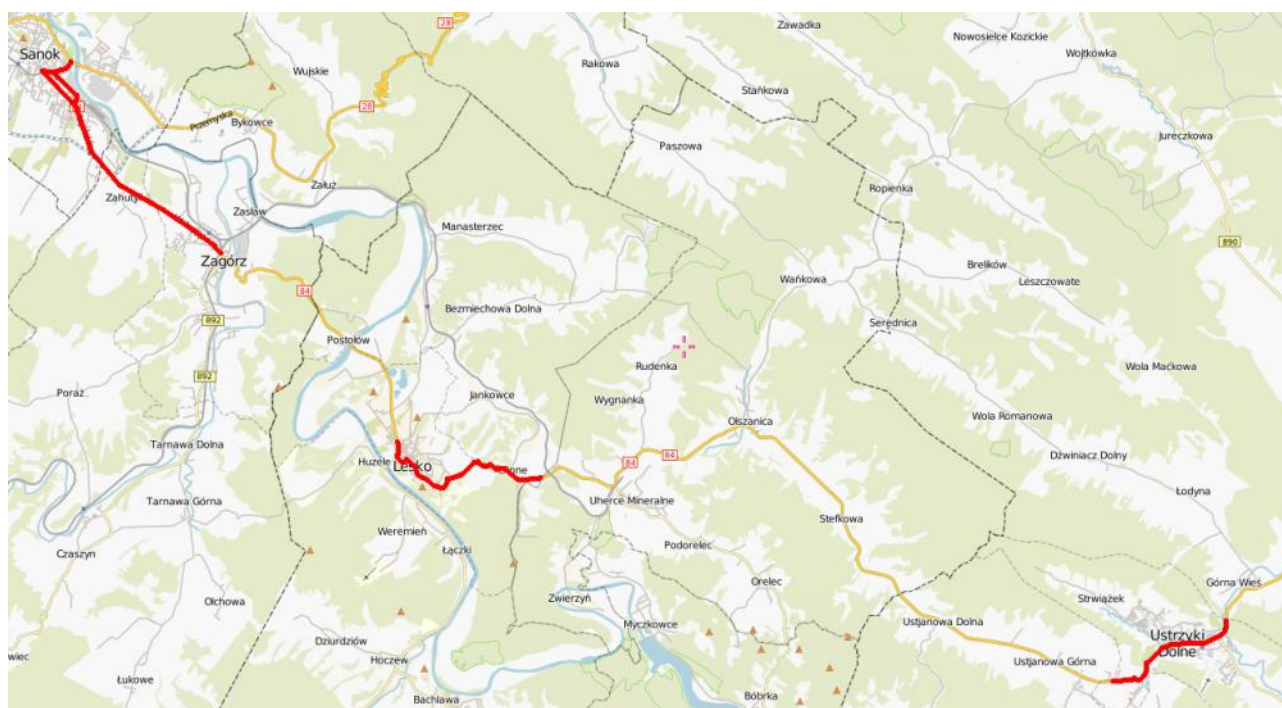 28
Zawadka
Nowosielce Kozickie
Sanok
Wojtkówka
Wujskie
Rakowa
Stańkowa
28
Przemyska
Bykowce
Jureczkowa
Paszowa
Załuż
Ropienka
Zahutyń
Zasław
Manasterzec
890
Zagórz
Brelików
Wańkowa
Leszczowate
84
Bezmiechowa Dolna
892
Serednica
Postołów
Rudenka
Wola Maćkowa
892
Poraż
Jankowce
Wygnanka
Wola Romanowa
Olszanica
Tarnawa Dolna
Huzele
Lesko
84
84
Dźwiniacz Dolny
Tarnawa Górna
Uherce Mineralne
Łodyna
Stefkowa
Weremień
Czaszyn
Łączki
Podorelec
Górna Wieś
Orelec
Strwiążek
Olchowa
Zwierzyń
Myczkowce
Ustjanowa Dolna
Dziurdziów
Ustrzyki
Dolne
Hoczew
Ustjanowa Górna
Łukowe
Bachlawa
Bóbrka